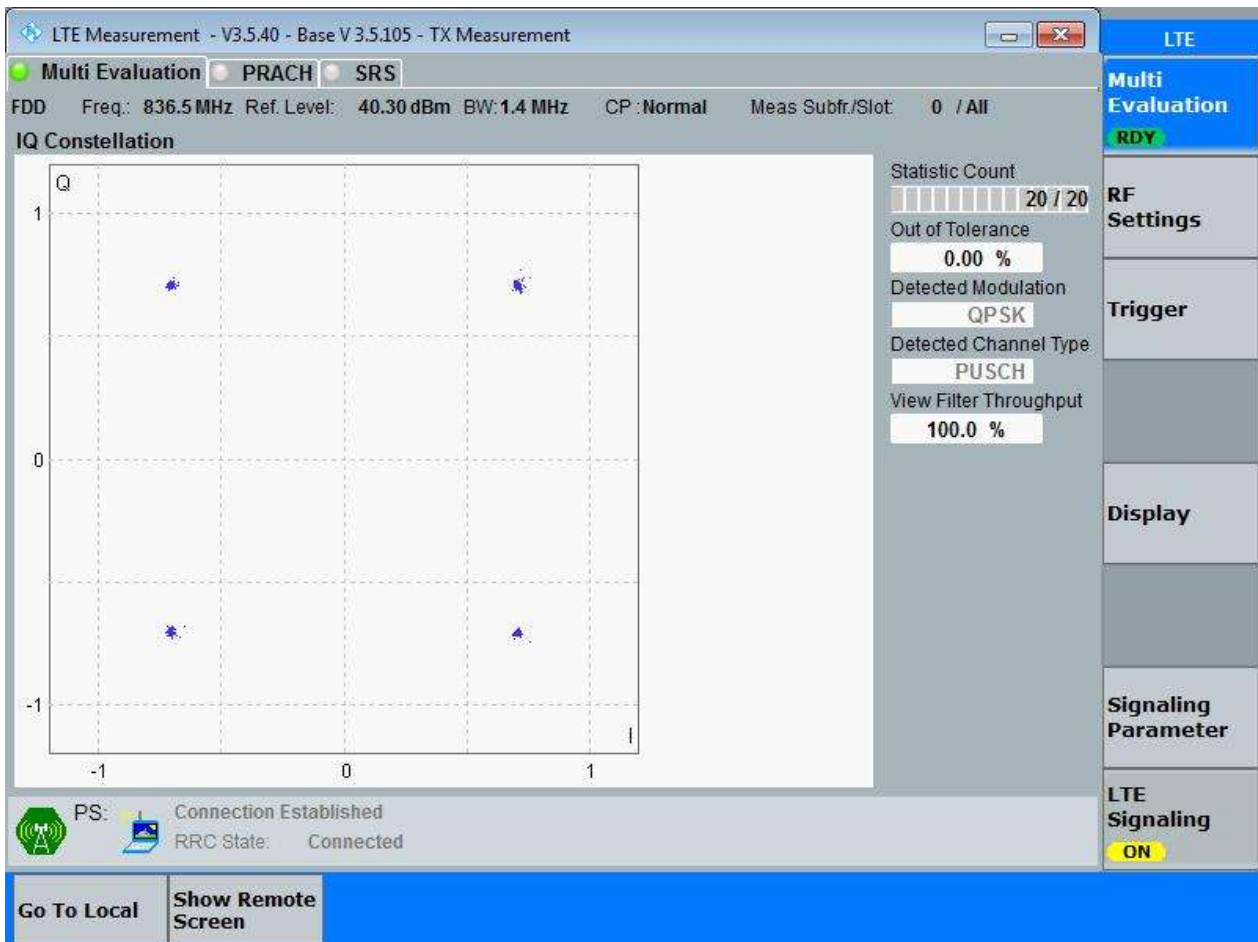 LTE Measurement - V3.5.40 - Base V 3.5.105 - TX Measurement
LTE
Multi Evaluation PRACH SRS
Multi
Evaluation
RDY
FDD Freq.: 836.5 MHz Ref. Level: 40.30 dBm BW: 1.4 MHz CP : Normal Meas Subfr./Slot: 0 / All
IQ Constellation
Q
1
0
-1
-1 0 1
I
Statistic Count
20 / 20
Out of Tolerance
0.00 %
Detected Modulation
QPSK
Detected Channel Type
PUSCH
View Filter Throughput
100.0 %
RF
Settings
Trigger
Display
Signaling
Parameter
LTE
Signaling
ON
PS: Connection Established
RRC State: Connected
Go To Local
Show Remote
Screen